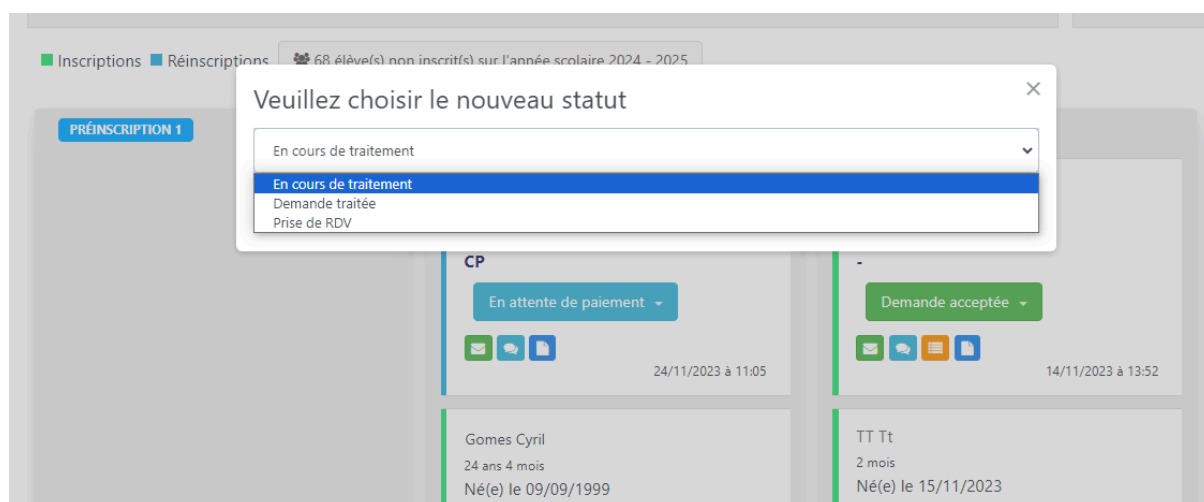 Inscriptions Réinscriptions 68 élève(s) non inscrit(s) sur l'année scolaire 2024 - 2025
Veuillez choisir le nouveau statut ×
PRÉINSCRIPTION 1
En cours de traitement
En cours de traitement
Demande traitée
Prise de RDV
CP
En attente de paiement
24/11/2023 à 11:05
Gomes Cyril
24 ans 4 mois
Né(e) le 09/09/1999
-
Demande acceptée
14/11/2023 à 13:52
TT Tt
2 mois
Né(e) le 15/11/2023